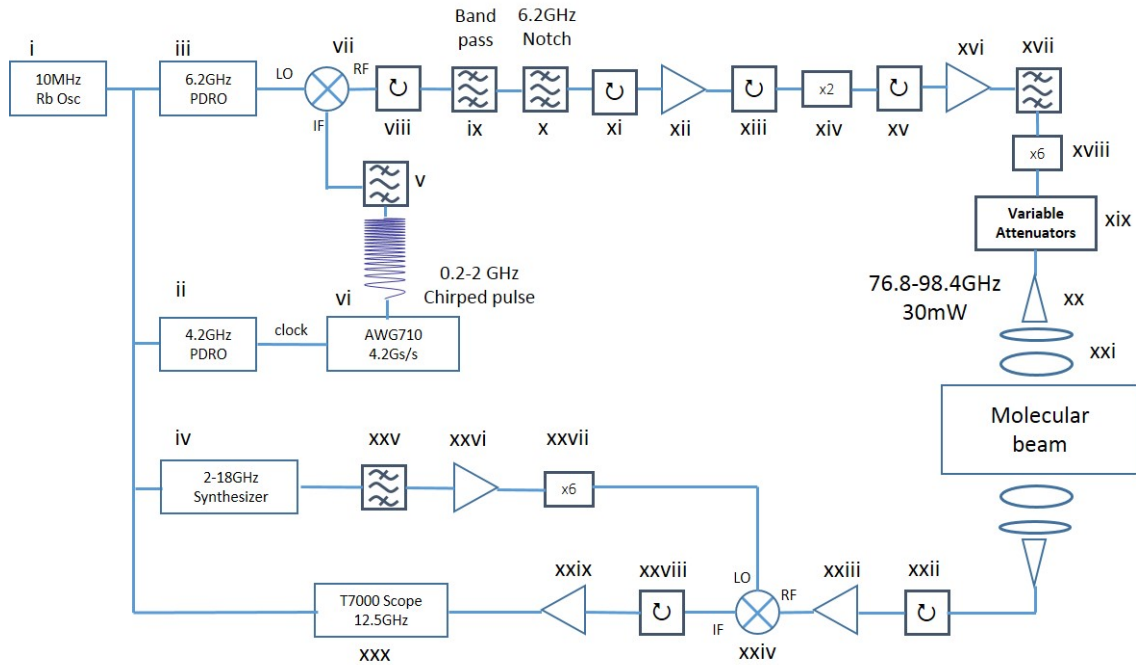 i
10MHz
Rb Osc
iii
6.2GHz
PDRO
LO
vii
RF
IF
viii
Band
pass
ix
6.2GHz
Notch
x
xi
xii
xiii
x2
xiv
xv
xvi
xvii
x6
xviii
Variable
Attenuators
xix
v
0.2-2 GHz
Chirped pulse
ii
4.2GHz
PDRO
clock
vi
AWG710
4.2Gs/s
76.8-98.4GHz
30mW
xx
xxi
Molecular
beam
iv
2-18GHz
Synthesizer
xxv
xxvi
xxvii
x6
T7000 Scope
12.5GHz
xxx
xxix
xxviii
LO
RF
IF
xxiv
xxiii
xxii